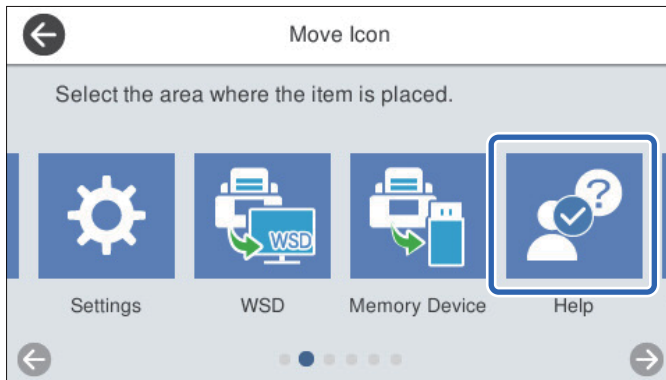 Move Icon
Select the area where the item is placed.
WSD
?
Settings
WSD
Memory Device
Help